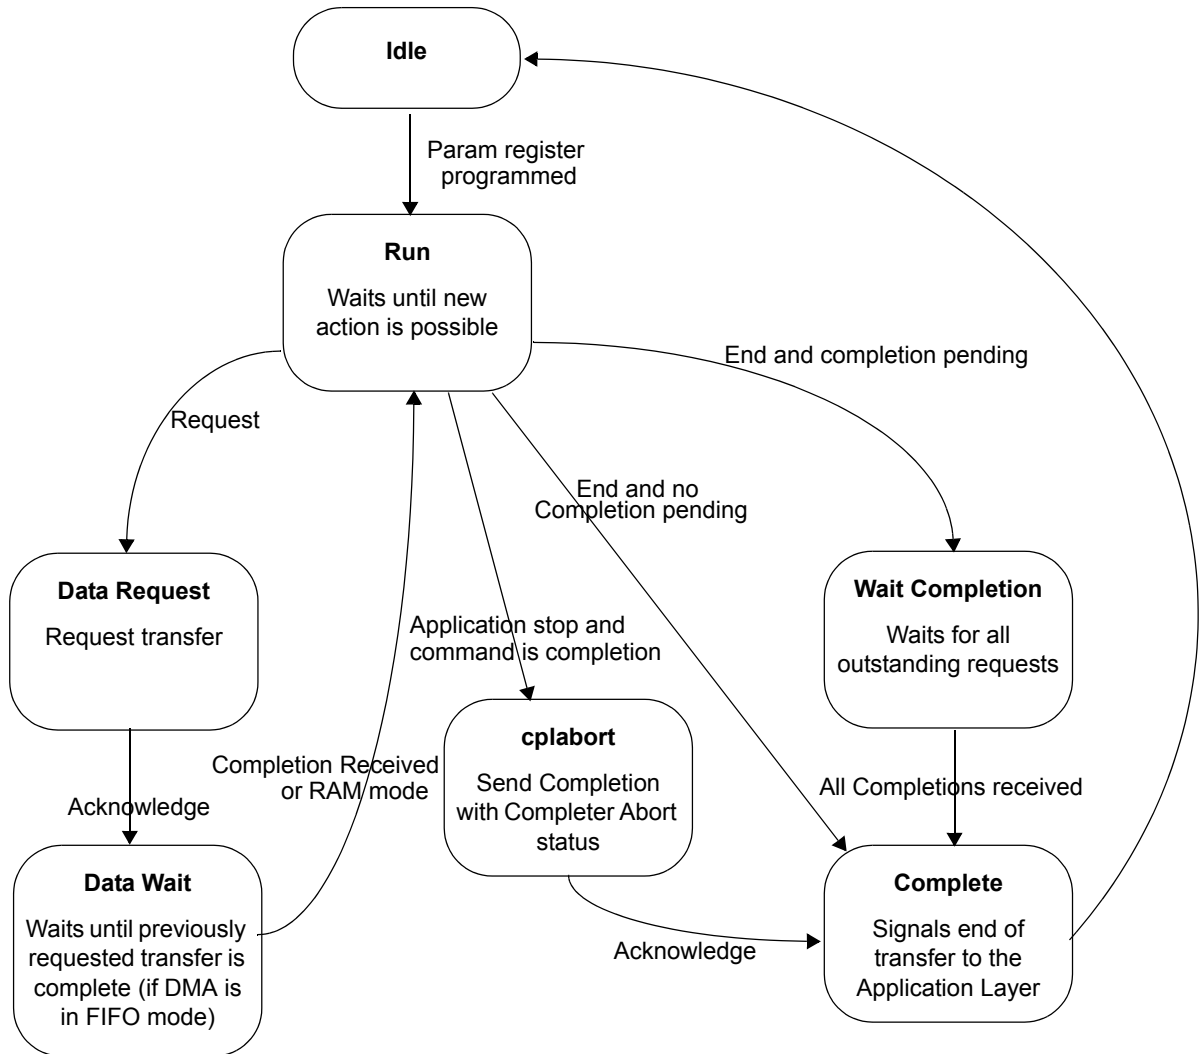 Idle
Param register
programmed
Run
Waits until new
action is possible
End and completion pending
Request
End and no
Completion pending
Data Request
Request transfer
Wait Completion
Waits for all
outstanding requests
Application stop and
command is completion
cplabort
Send Completion
with Completer Abort
status
Completion Received
or RAM mode
All Completions received
Acknowledge
Data Wait
Waits until previously
requested transfer is
complete (if DMA is
in FIFO mode)
Acknowledge
Complete
Signals end of
transfer to the
Application Layer